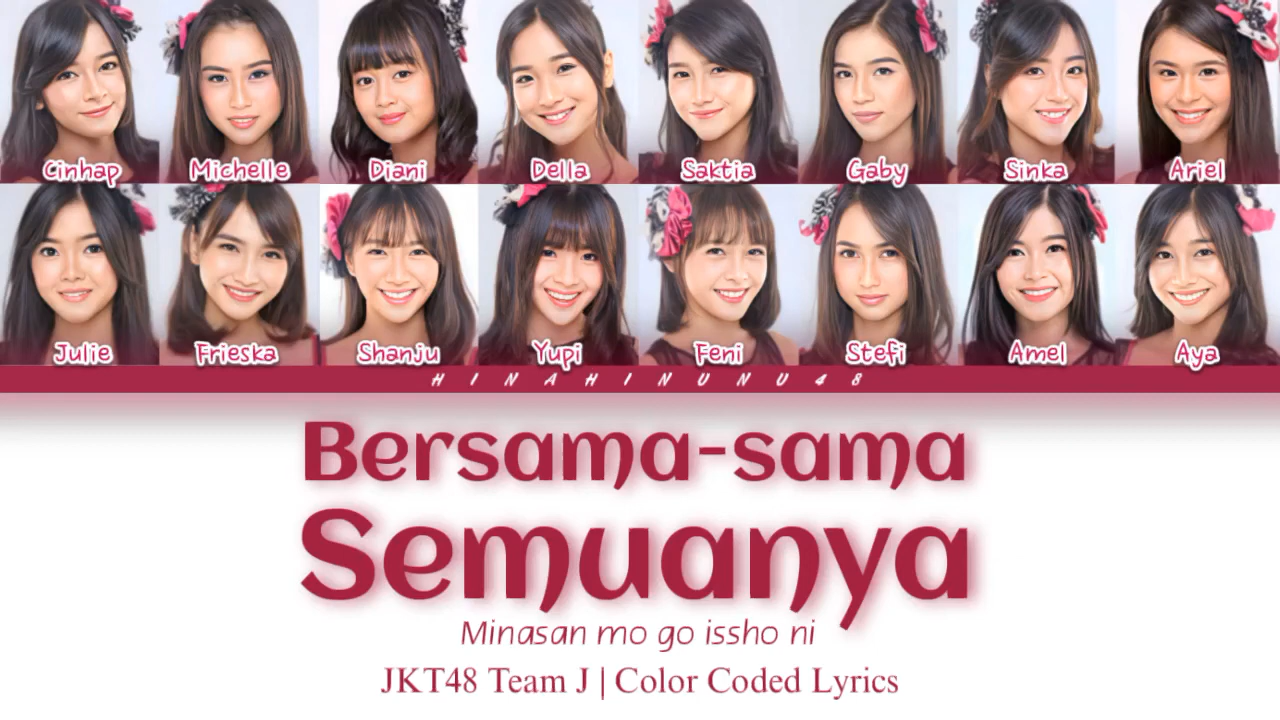 Cinhap Michelle Diani Della Saktia Gaby Sinka Ariel
Julie Frieska Shanju Yupi Feni Stefi Amel Aya
HINAHINUNU48
Bersama-sama
Semuanya
Minasan mo go issho ni
JKT48 Team J | Color Coded Lyrics